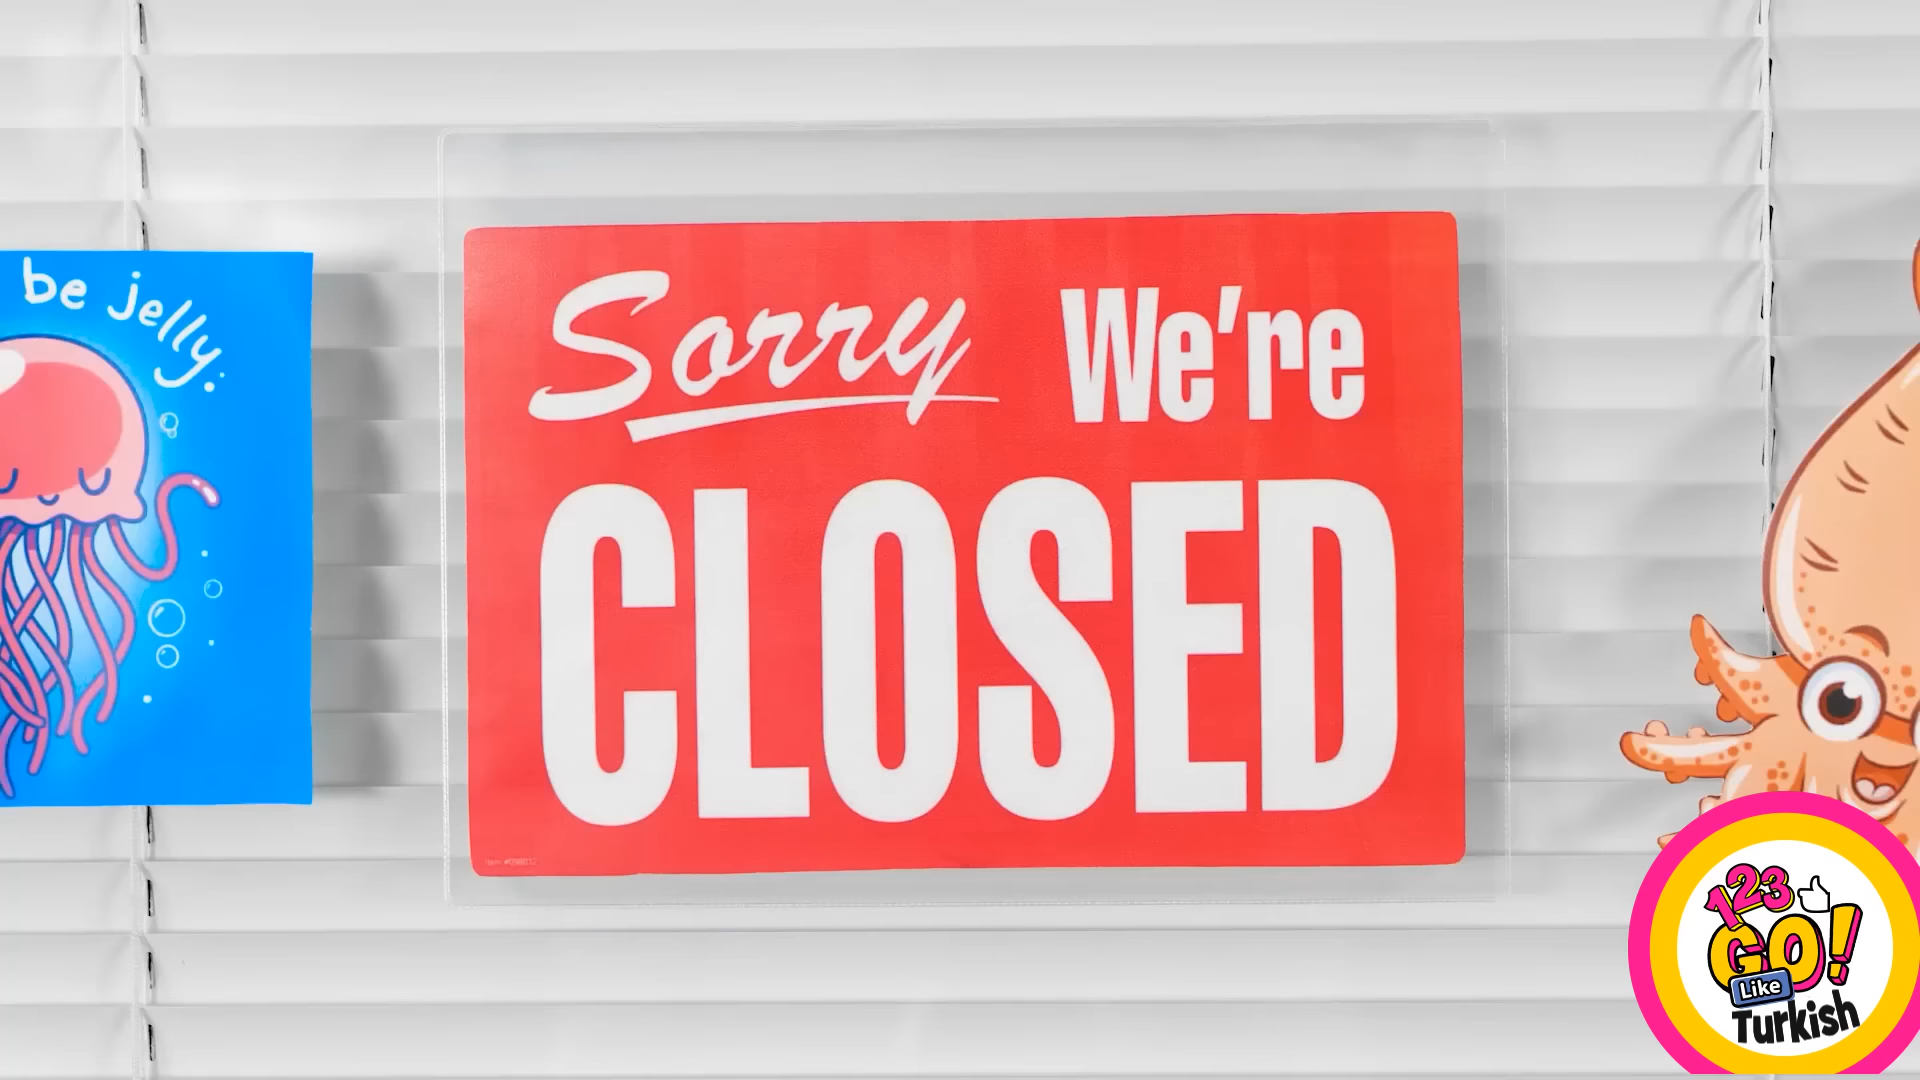 be jelly.
Sorry We're
CLOSED
123
GO!
Like
Turkish